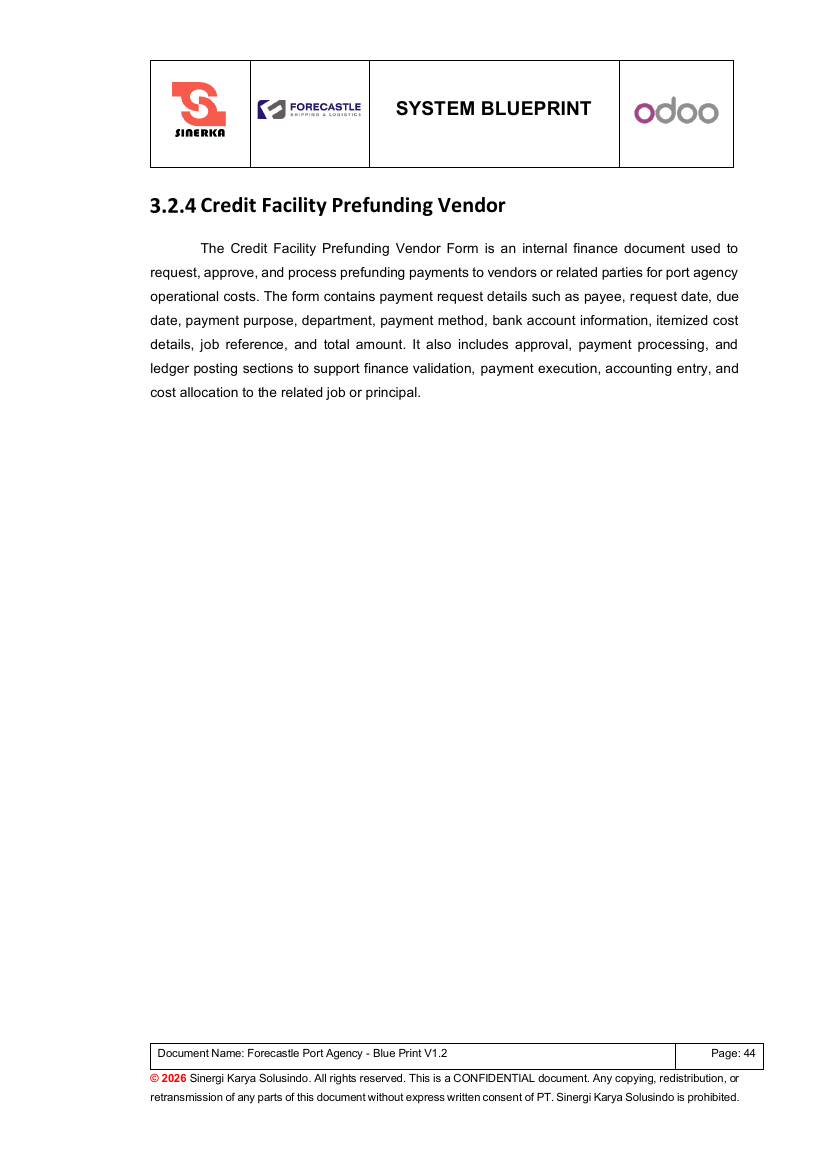 SINERKA
FORECASTLE
SHIPPING & LOGISTICS
SYSTEM BLUEPRINT
odoo
3.2.4 Credit Facility Prefunding Vendor
The Credit Facility Prefunding Vendor Form is an internal finance document used to
request, approve, and process prefunding payments to vendors or related parties for port agency
operational costs. The form contains payment request details such as payee, request date, due
date, payment purpose, department, payment method, bank account information, itemized cost
details, job reference, and total amount. It also includes approval, payment processing, and
ledger posting sections to support finance validation, payment execution, accounting entry, and
cost allocation to the related job or principal.
Document Name: Forecastle Port Agency - Blue Print V1.2
Page: 44
© 2026 Sinergi Karya Solusindo. All rights reserved. This is a CONFIDENTIAL document. Any copying, redistribution, or
retransmission of any parts of this document without express written consent of PT. Sinergi Karya Solusindo is prohibited.